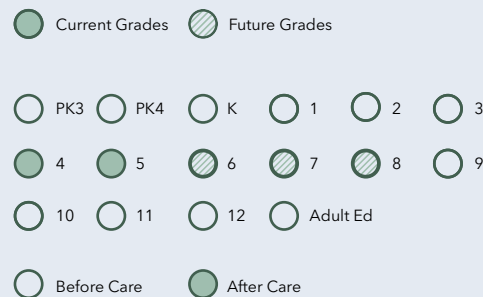 Current Grades Future Grades
PK3 PK4 K 1 2 3
4 5 6 7 8 9
10 11 12 Adult Ed
Before Care After Care